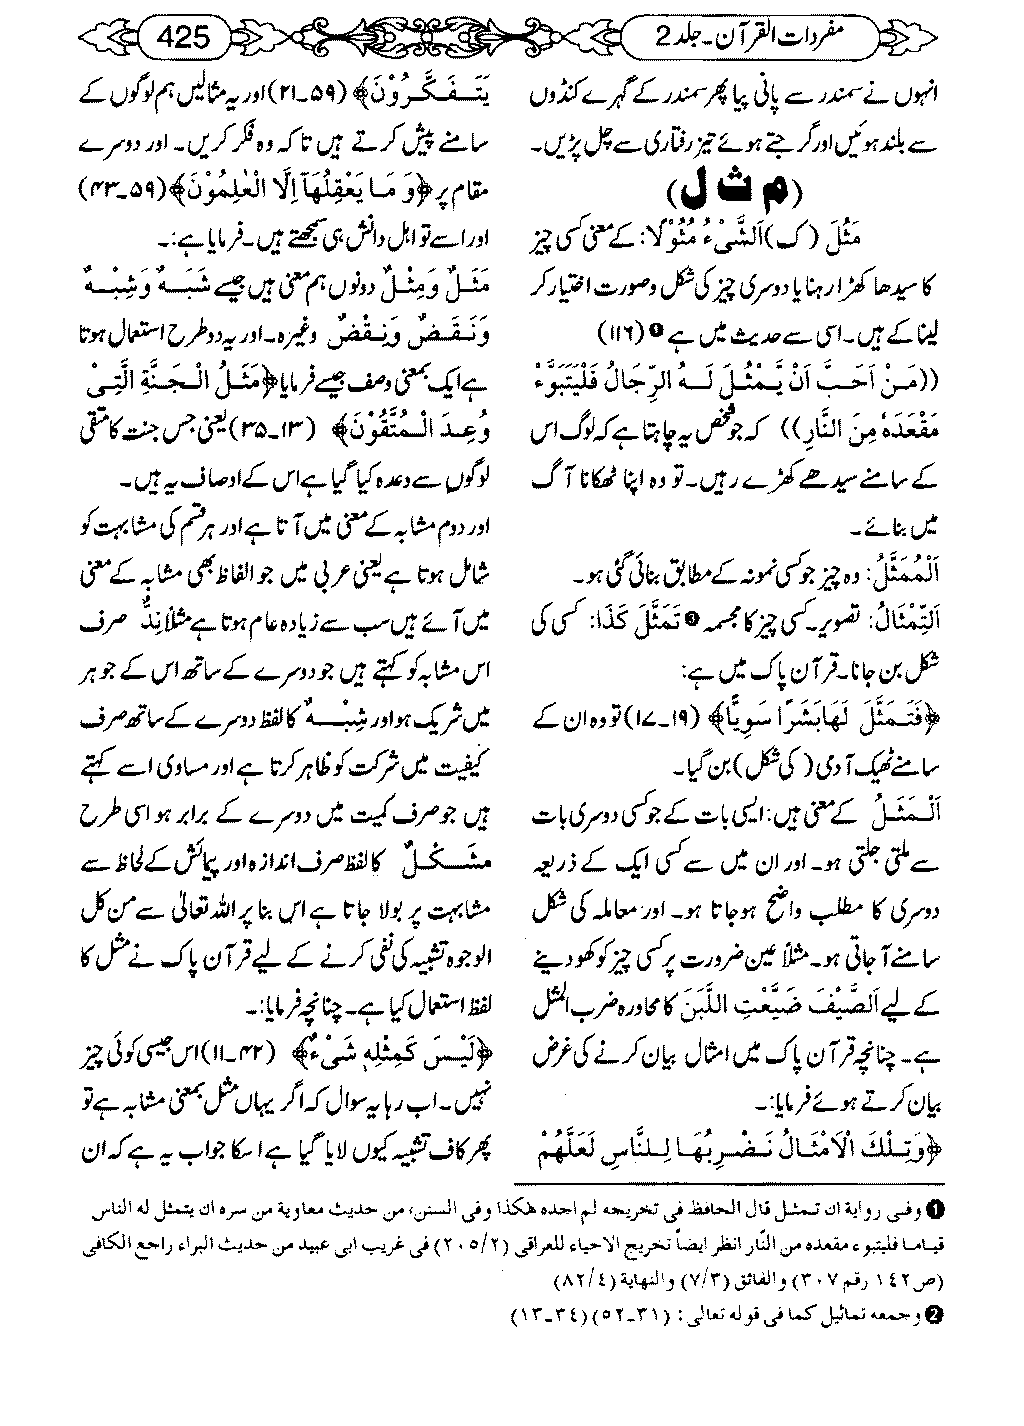 مفردات القرآن۔ جلد 2
425
انہوں نے سمندر سے پانی پیا پھر سمندر کے گہرے کنڈوں
سے بلند ہوئیں اور گرجتے ہوئے تیز رفتاری سے چل پڑیں۔
(م ث ل)
مَثُلَ (ک) اَلشَّیْءُ مُثُوْلًا: کے معنی کسی چیز
کا سیدھا کھڑا رہنا یا دوسری چیز کی شکل وصورت اختیار کر
لینا کے ہیں۔ اسی سے حدیث میں ہے ❶ (۱۱۶)
((مَنْ اَحَبَّ اَنْ یَّمْثُلَ لَهُ الرِّجَالُ فَلْیَتَبَوَّءْ
مَقْعَدَهٗ مِنَ النَّارِ)) کہ جو شخص یہ چاہتا ہے کہ لوگ اس
کے سامنے سیدھے کھڑے رہیں۔ تو وہ اپنا ٹھکانا آگ
میں بنائے۔
اَلْمُمَثَّلُ: وہ چیز جو کسی نمونہ کے مطابق بنائی گئی ہو۔
اَلتِّمْثَالُ: تصویر۔ کسی چیز کا مجسمہ ❷ تَمَثَّلَ کَذَا: کسی کی
شکل بن جانا۔ قرآن پاک میں ہے:
﴿فَتَمَثَّلَ لَهَا بَشَرًا سَوِیًّا﴾ (۱۹۔۱۷) تو وہ ان کے
سامنے ٹھیک آدمی (کی شکل) بن گیا۔
اَلْمَثَلُ کے معنی ہیں: ایسی بات کے جو کسی دوسری بات
سے ملتی جلتی ہو۔ اور ان میں سے کسی ایک کے ذریعہ
دوسری کا مطلب واضح ہو جاتا ہو۔ اور معاملہ کی شکل
سامنے آ جاتی ہو۔ مثلاً عین ضرورت پر کسی چیز کو کھو دینے
کے لیے اَلصَّیْفَ ضَیَّعْتِ اللَّبَنَ کا محاورہ ضرب المثل
ہے۔ چنانچہ قرآن پاک میں امثال بیان کرنے کی غرض
بیان کرتے ہوئے فرمایا:۔
﴿وَتِلْكَ الْاَمْثَالُ نَضْرِبُهَا لِلنَّاسِ لَعَلَّهُمْ
یَتَفَكَّرُوْنَ﴾ (۵۹۔۲۱) اور یہ مثالیں ہم لوگوں کے
سامنے پیش کرتے ہیں تاکہ وہ فکر کریں۔ اور دوسرے
مقام پر ﴿وَ مَا یَعْقِلُهَآ اِلَّا الْعٰلِمُوْنَ﴾ (۵۹۔۴۳)
اور اسے تو اہل دانش ہی سمجھتے ہیں۔ فرمایا ہے:۔
مَثَلٌ وَمِثْلٌ دونوں ہم معنی ہیں جیسے شَبَهٌ وَشِبْهٌ
وَنَقَضٌ وَنِقْضٌ وغیرہ۔ اور یہ دو طرح استعمال ہوتا
ہے ایک بمعنی وصف جیسے فرمایا ﴿مَثَلُ الْجَنَّةِ الَّتِیْ
وُعِدَ الْمُتَّقُوْنَ﴾ (۱۳۔۳۵) یعنی جس جنت کا متقی
لوگوں سے وعدہ کیا گیا ہے اس کے اوصاف یہ ہیں۔
اور دوم مشابہ کے معنی میں آتا ہے اور ہر قسم کی مشابہت کو
شامل ہوتا ہے یعنی عربی میں جو الفاظ بھی مشابہ کے معنی
میں آئے ہیں سب سے زیادہ عام ہوتا ہے مثلاً نِدٌّ صرف
اس مشابہ کو کہتے ہیں جو دوسرے کے ساتھ اس کے جوہر
میں شریک ہو اور شِبْهٌ کا لفظ دوسرے کے ساتھ صرف
کیفیت میں شرکت کو ظاہر کرتا ہے اور مساوی اسے کہتے
ہیں جو صرف کمیت میں دوسرے کے برابر ہو اسی طرح
مشَکْلٌ کا لفظ صرف اندازہ اور پیمائش کے لحاظ سے
مشابہت پر بولا جاتا ہے اس بنا پر اللہ تعالیٰ سے من کل
الوجوہ تشبیہ کی نفی کرنے کے لیے قرآن پاک نے مثل کا
لفظ استعمال کیا ہے۔ چنانچہ فرمایا:۔
﴿لَیْسَ كَمِثْلِهٖ شَیْءٌ﴾ (۴۲۔۱۱) اس جیسی کوئی چیز
نہیں۔ اب رہا یہ سوال کہ اگر یہاں مثل بمعنی مشابہ ہے تو
پھر کاف تشبیہ کیوں لایا گیا ہے اسکا جواب یہ ہے کہ ان
❶ وفی روایة ان تمثل قال الحافظ فی تخریجه لم اجده هکذا وفی السنن، من حدیث معاویة من سره ان یتمثل له الناس
قیاما فلیتبوء مقعده من النّار انظر ایضاً تخریج الاحیاء للعراقی (۲۰۵/۲) فی غریب ابی عبید من حدیث البراء راجع الکافی
(ص ۱۴۲ رقم ۳۰۷) والفائق (۷/۳) والنهایة (۸۲/٤)
❷ وجمعه تماثیل کما فی قوله تعالی: (۳۱۔۵۲) (۳٤۔۱۳)